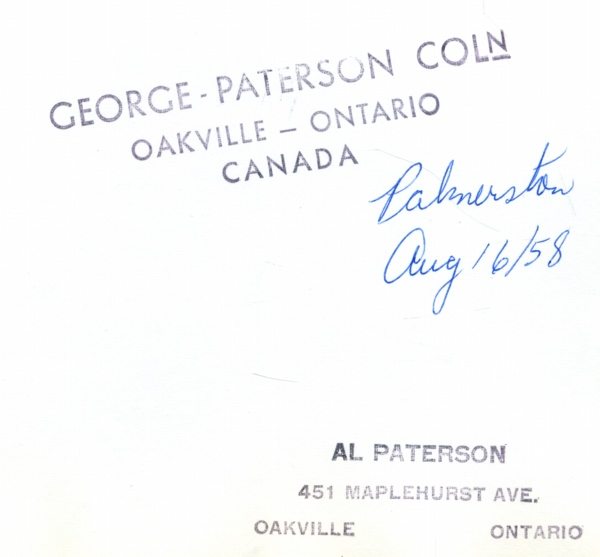 GEORGE-PATERSON COLN
OAKVILLE – ONTARIO
CANADA
Palmerston
Aug 16/58
AL PATERSON
451 MAPLEHURST AVE.
OAKVILLE ONTARIO